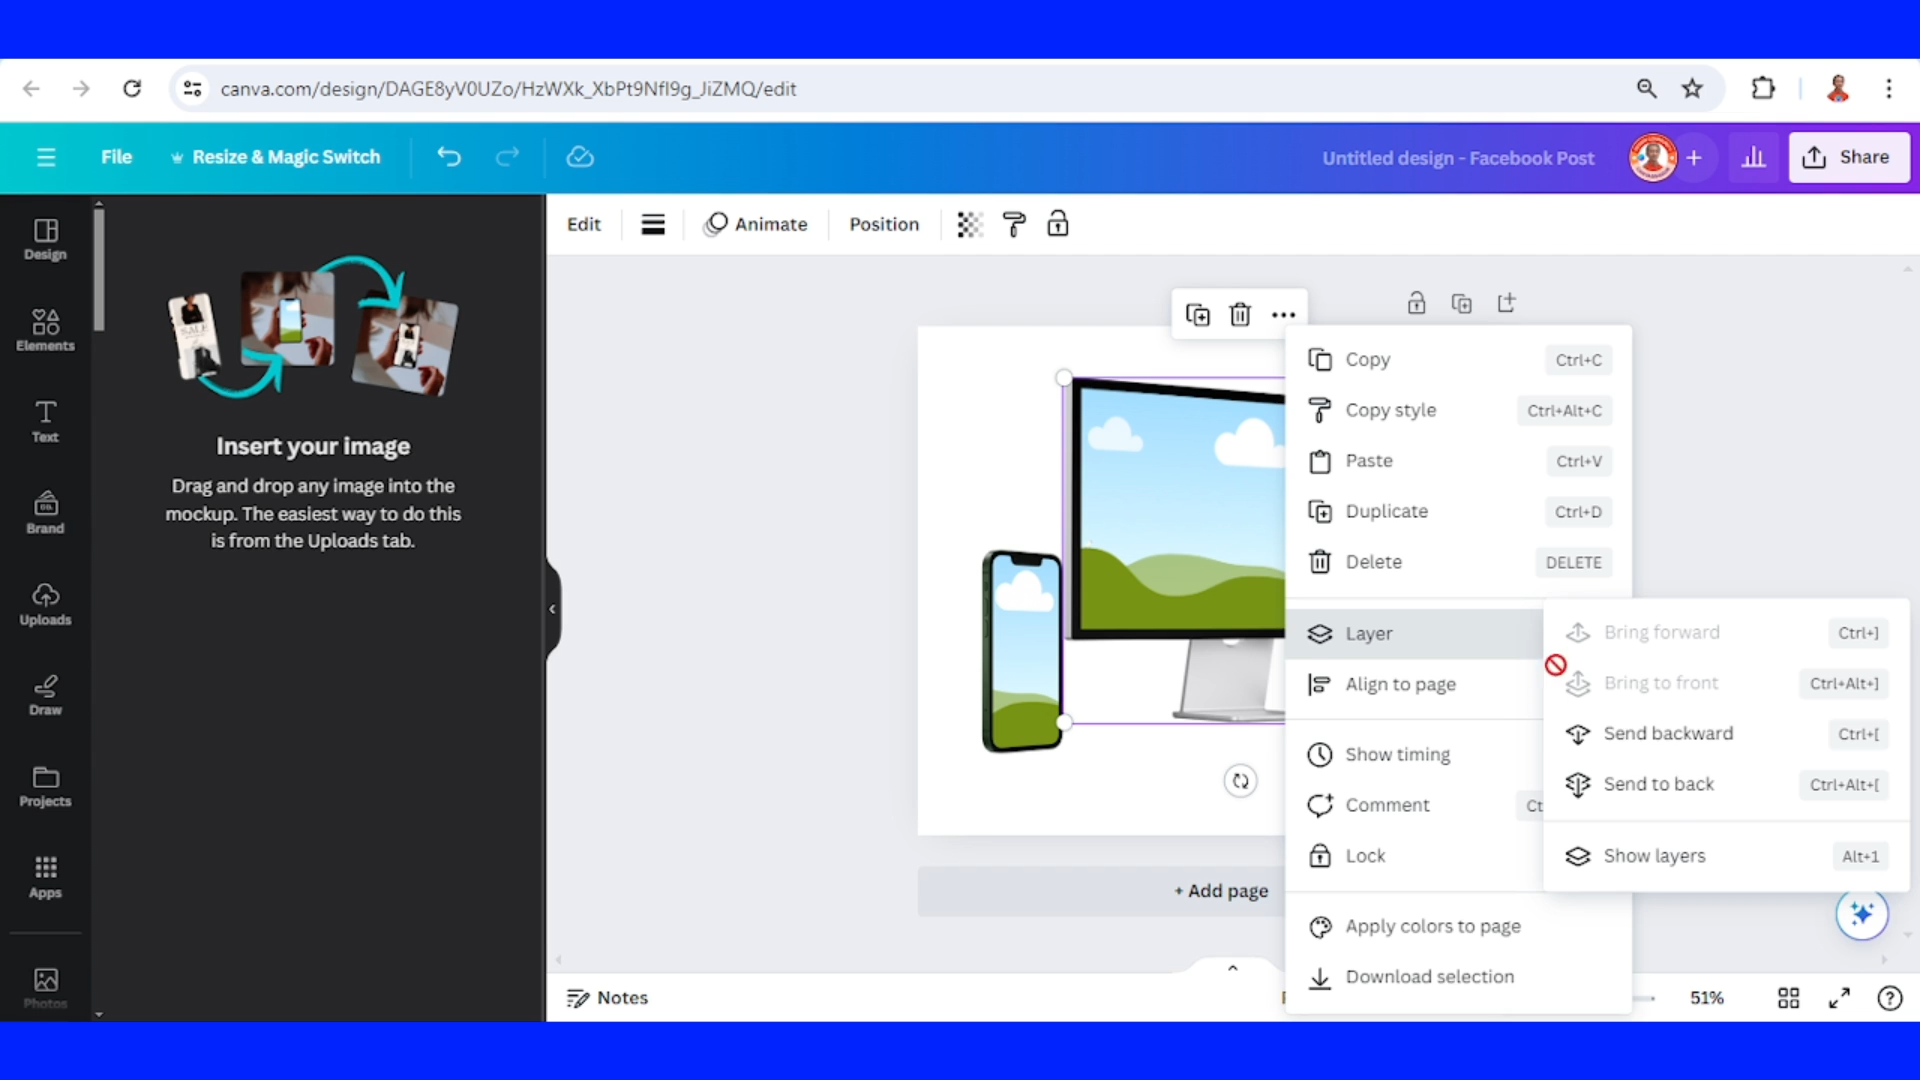 canva.com/design/DAGE8yV0UZo/HzWXk_XbPt9NfI9g_JiZMQ/edit
File
Resize & Magic Switch
Untitled design - Facebook Post
Share
Design
Elements
Text
Brand
Uploads
Draw
Projects
Apps
Photos
SALE
Insert your image
Drag and drop any image into the
mockup. The easiest way to do this
is from the Uploads tab.
Edit
Animate
Position
Copy Ctrl+C
Copy style Ctrl+Alt+C
Paste Ctrl+V
Duplicate Ctrl+D
Delete DELETE
Layer
Align to page
Show timing
Comment Ct
Lock
Apply colors to page
Download selection
Bring forward Ctrl+]
Bring to front Ctrl+Alt+]
Send backward Ctrl+[
Send to back Ctrl+Alt+[
Show layers Alt+1
+ Add page
Notes
51%